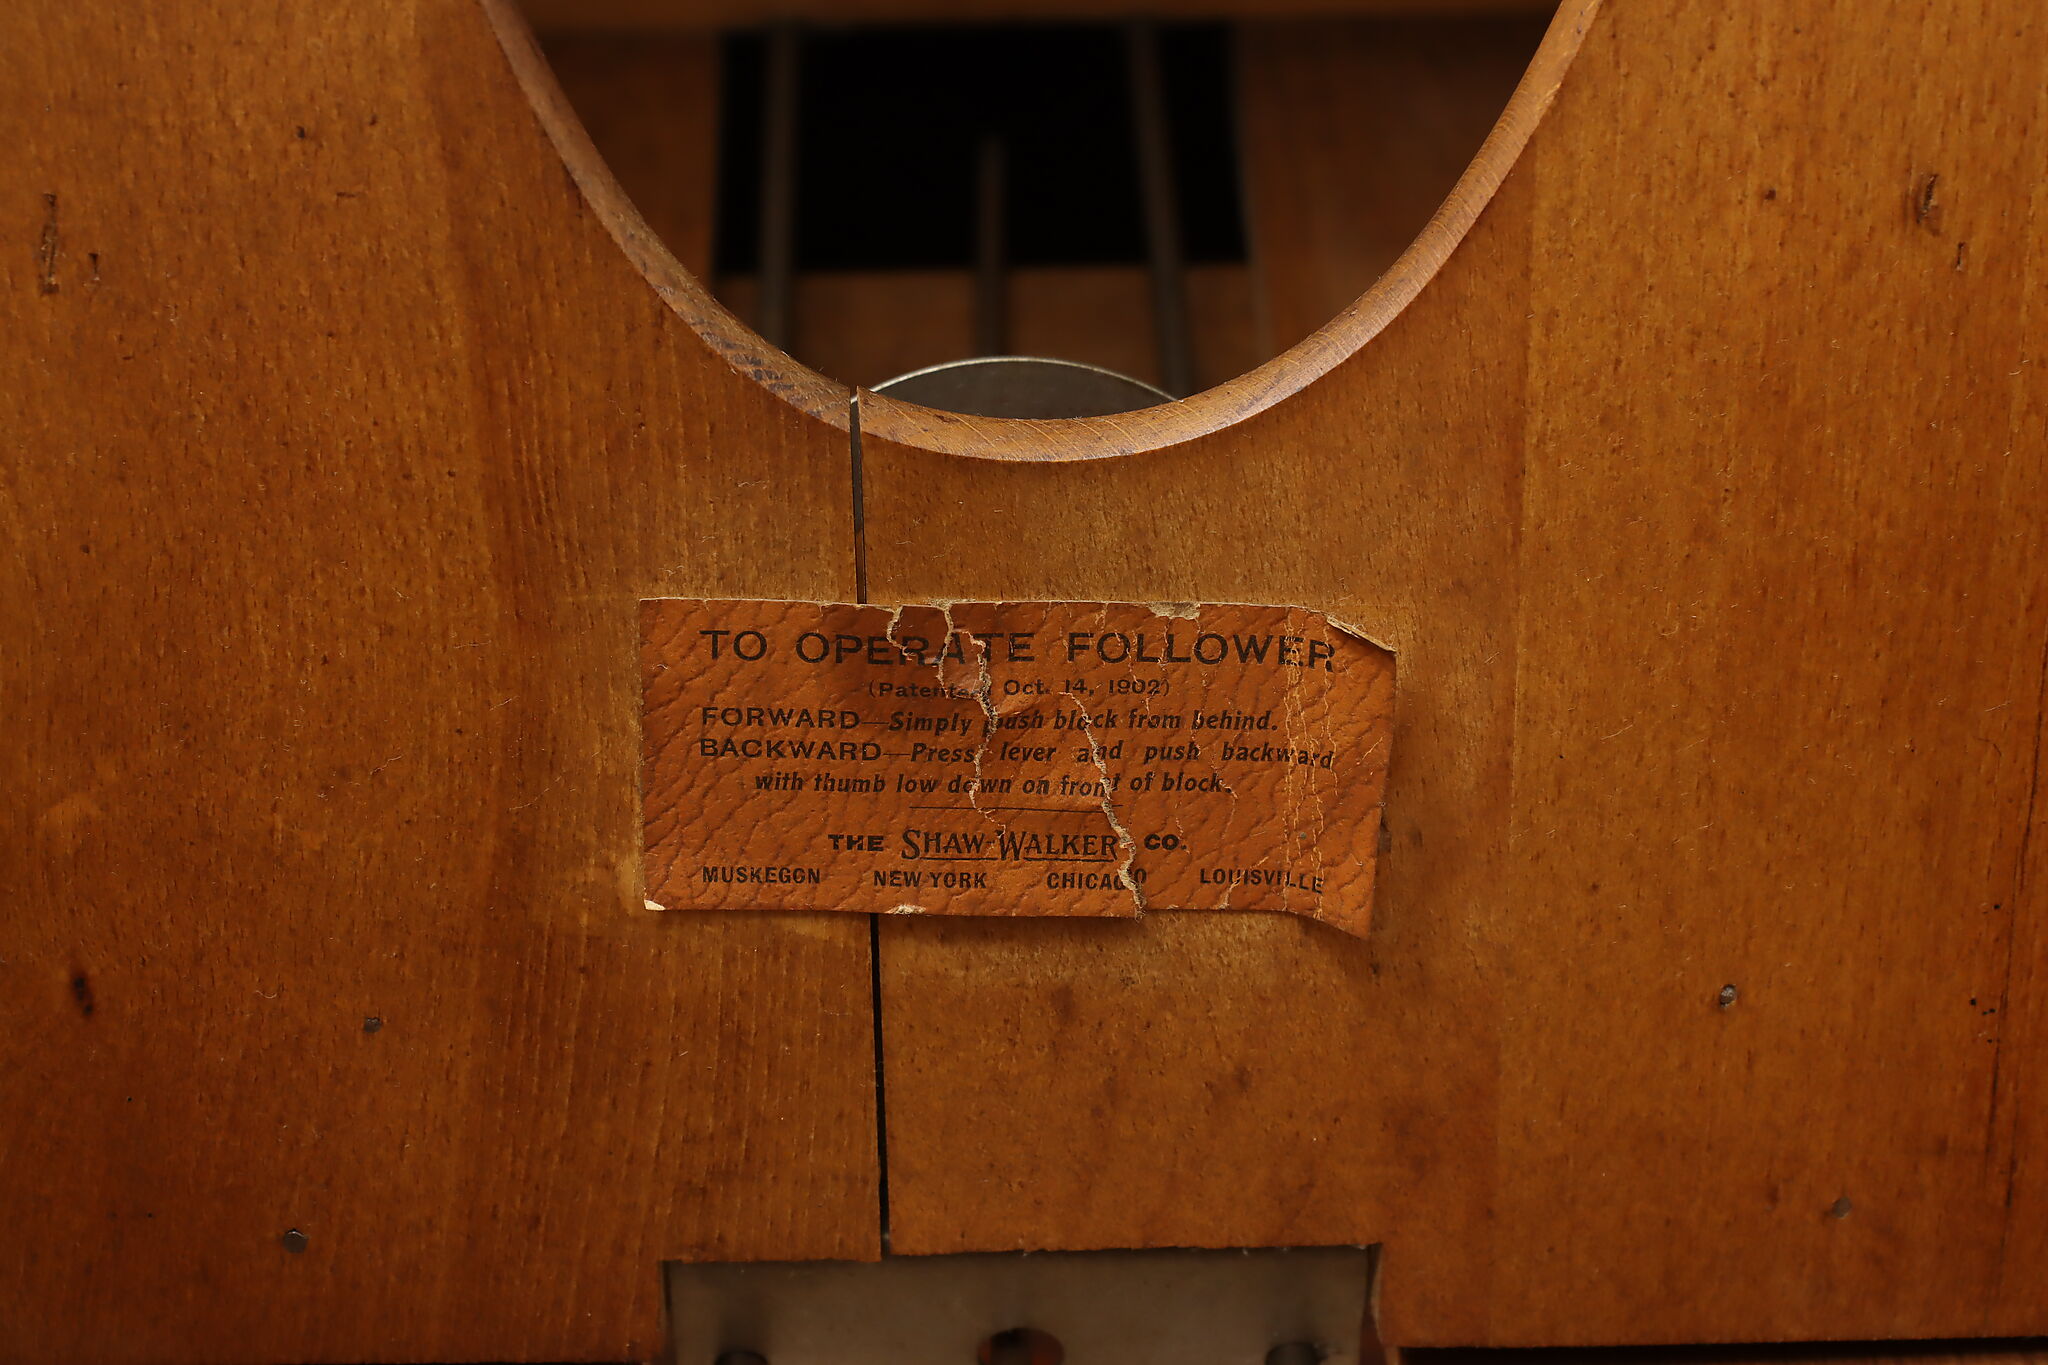 TO OPERATE FOLLOWER
(Patented Oct. 14, 1902)
FORWARD—Simply push block from behind.
BACKWARD—Press lever and push backward
with thumb low down on front of block.
THE SHAW-WALKER CO.
MUSKEGON NEW YORK CHICAGO LOUISVILLE